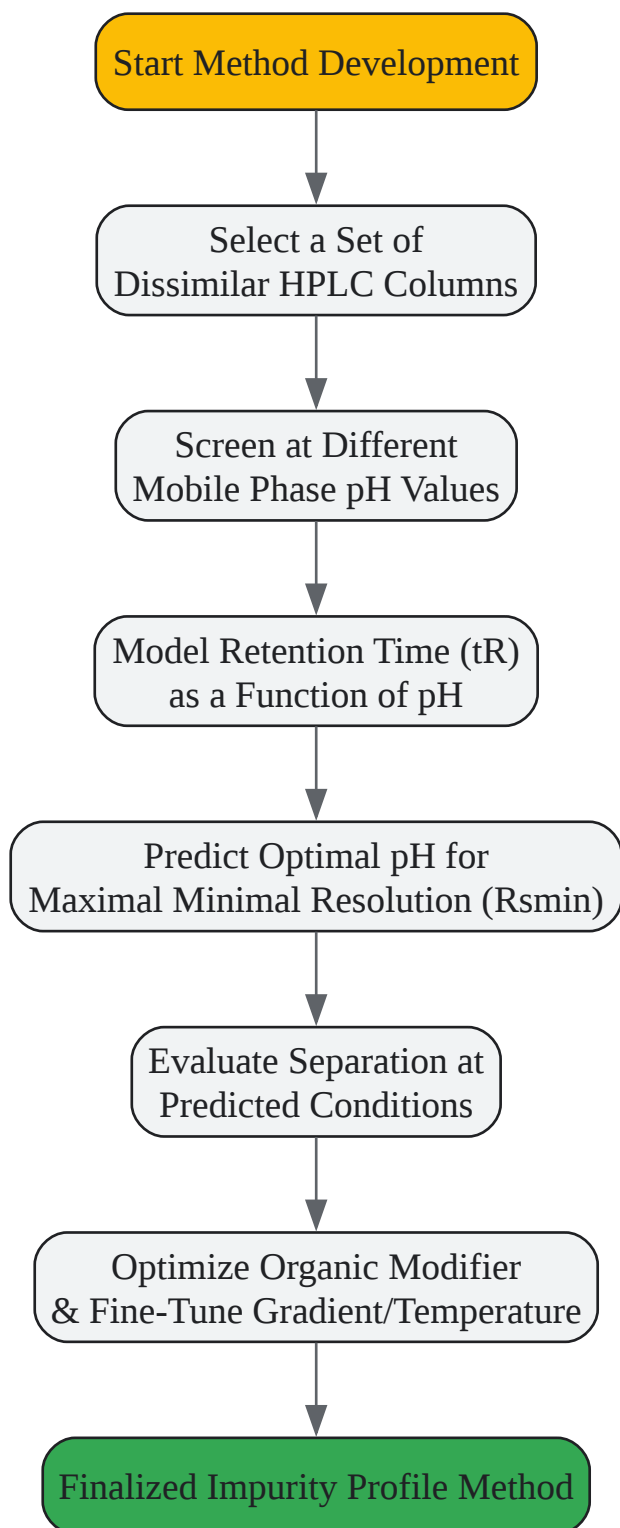 Start Method Development
Select a Set of
Dissimilar HPLC Columns
Screen at Different
Mobile Phase pH Values
Model Retention Time (tR)
as a Function of pH
Predict Optimal pH for
Maximal Minimal Resolution (Rsmin)
Evaluate Separation at
Predicted Conditions
Optimize Organic Modifier
& Fine-Tune Gradient/Temperature
Finalized Impurity Profile Method